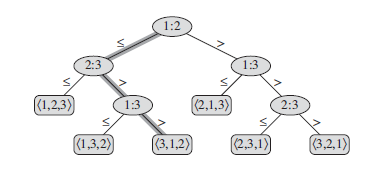 1:2
≤ >
2:3 1:3
≤ > ≤ >
⟨1,2,3⟩ 1:3 ⟨2,1,3⟩ 2:3
≤ > ≤ >
⟨1,3,2⟩ ⟨3,1,2⟩ ⟨2,3,1⟩ ⟨3,2,1⟩